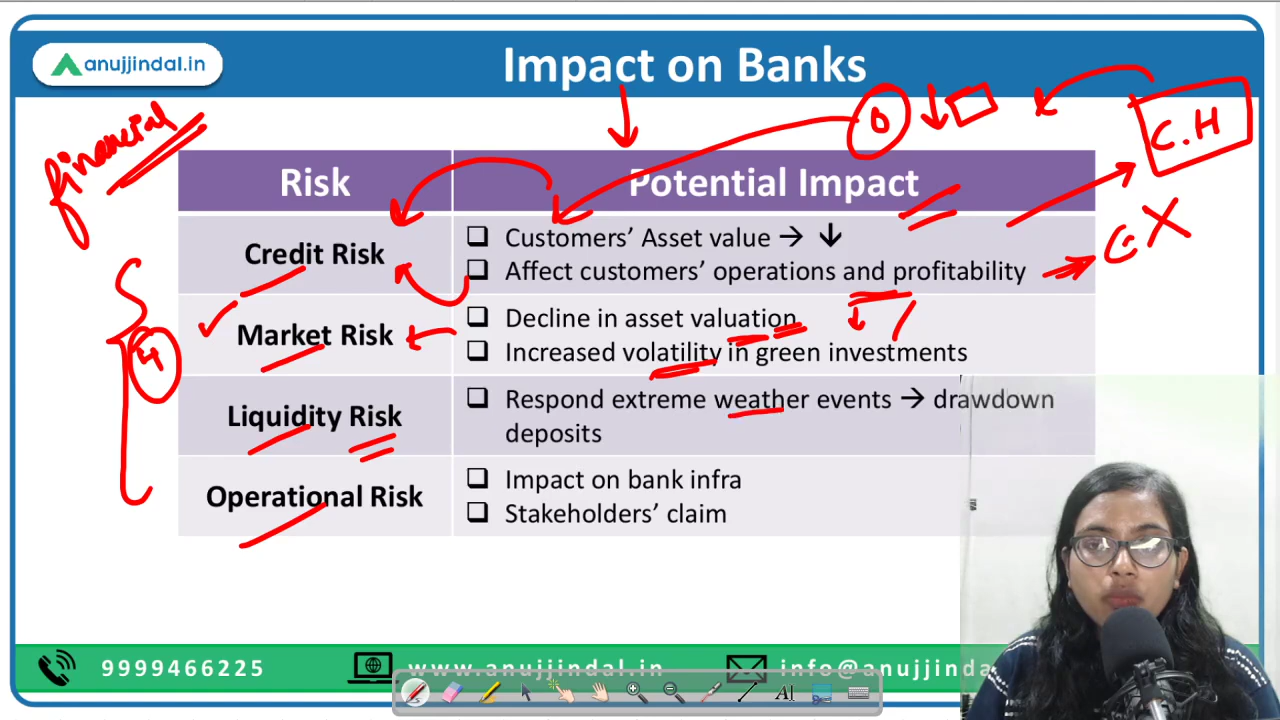 anujjindal.in
Impact on Banks
financial
C.H
Risk
Potential Impact
Credit Risk
Customers’ Asset value → ↓
Affect customers’ operations and profitability
Market Risk
Decline in asset valuation
Increased volatility in green investments
4
Liquidity Risk
Respond extreme weather events → drawdown
deposits
Operational Risk
Impact on bank infra
Stakeholders’ claim
9999466225
www.anujjindal.in
info@anujjinda
AI